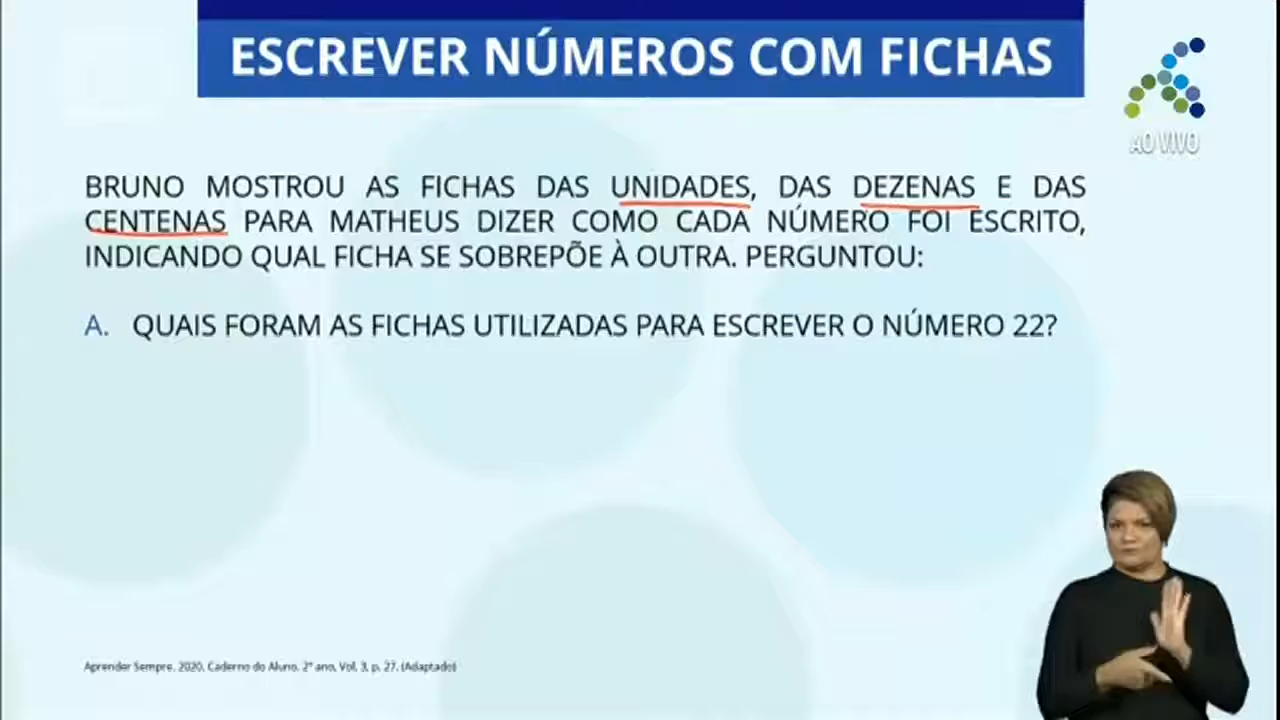 ESCREVER NÚMEROS COM FICHAS
AO VIVO
BRUNO MOSTROU AS FICHAS DAS UNIDADES, DAS DEZENAS E DAS
CENTENAS PARA MATHEUS DIZER COMO CADA NÚMERO FOI ESCRITO,
INDICANDO QUAL FICHA SE SOBREPÕE À OUTRA. PERGUNTOU:
A. QUAIS FORAM AS FICHAS UTILIZADAS PARA ESCREVER O NÚMERO 22?
Aprender Sempre. 2020. Caderno do Aluno. 2º ano, Vol. 3, p. 27. (Adaptado)